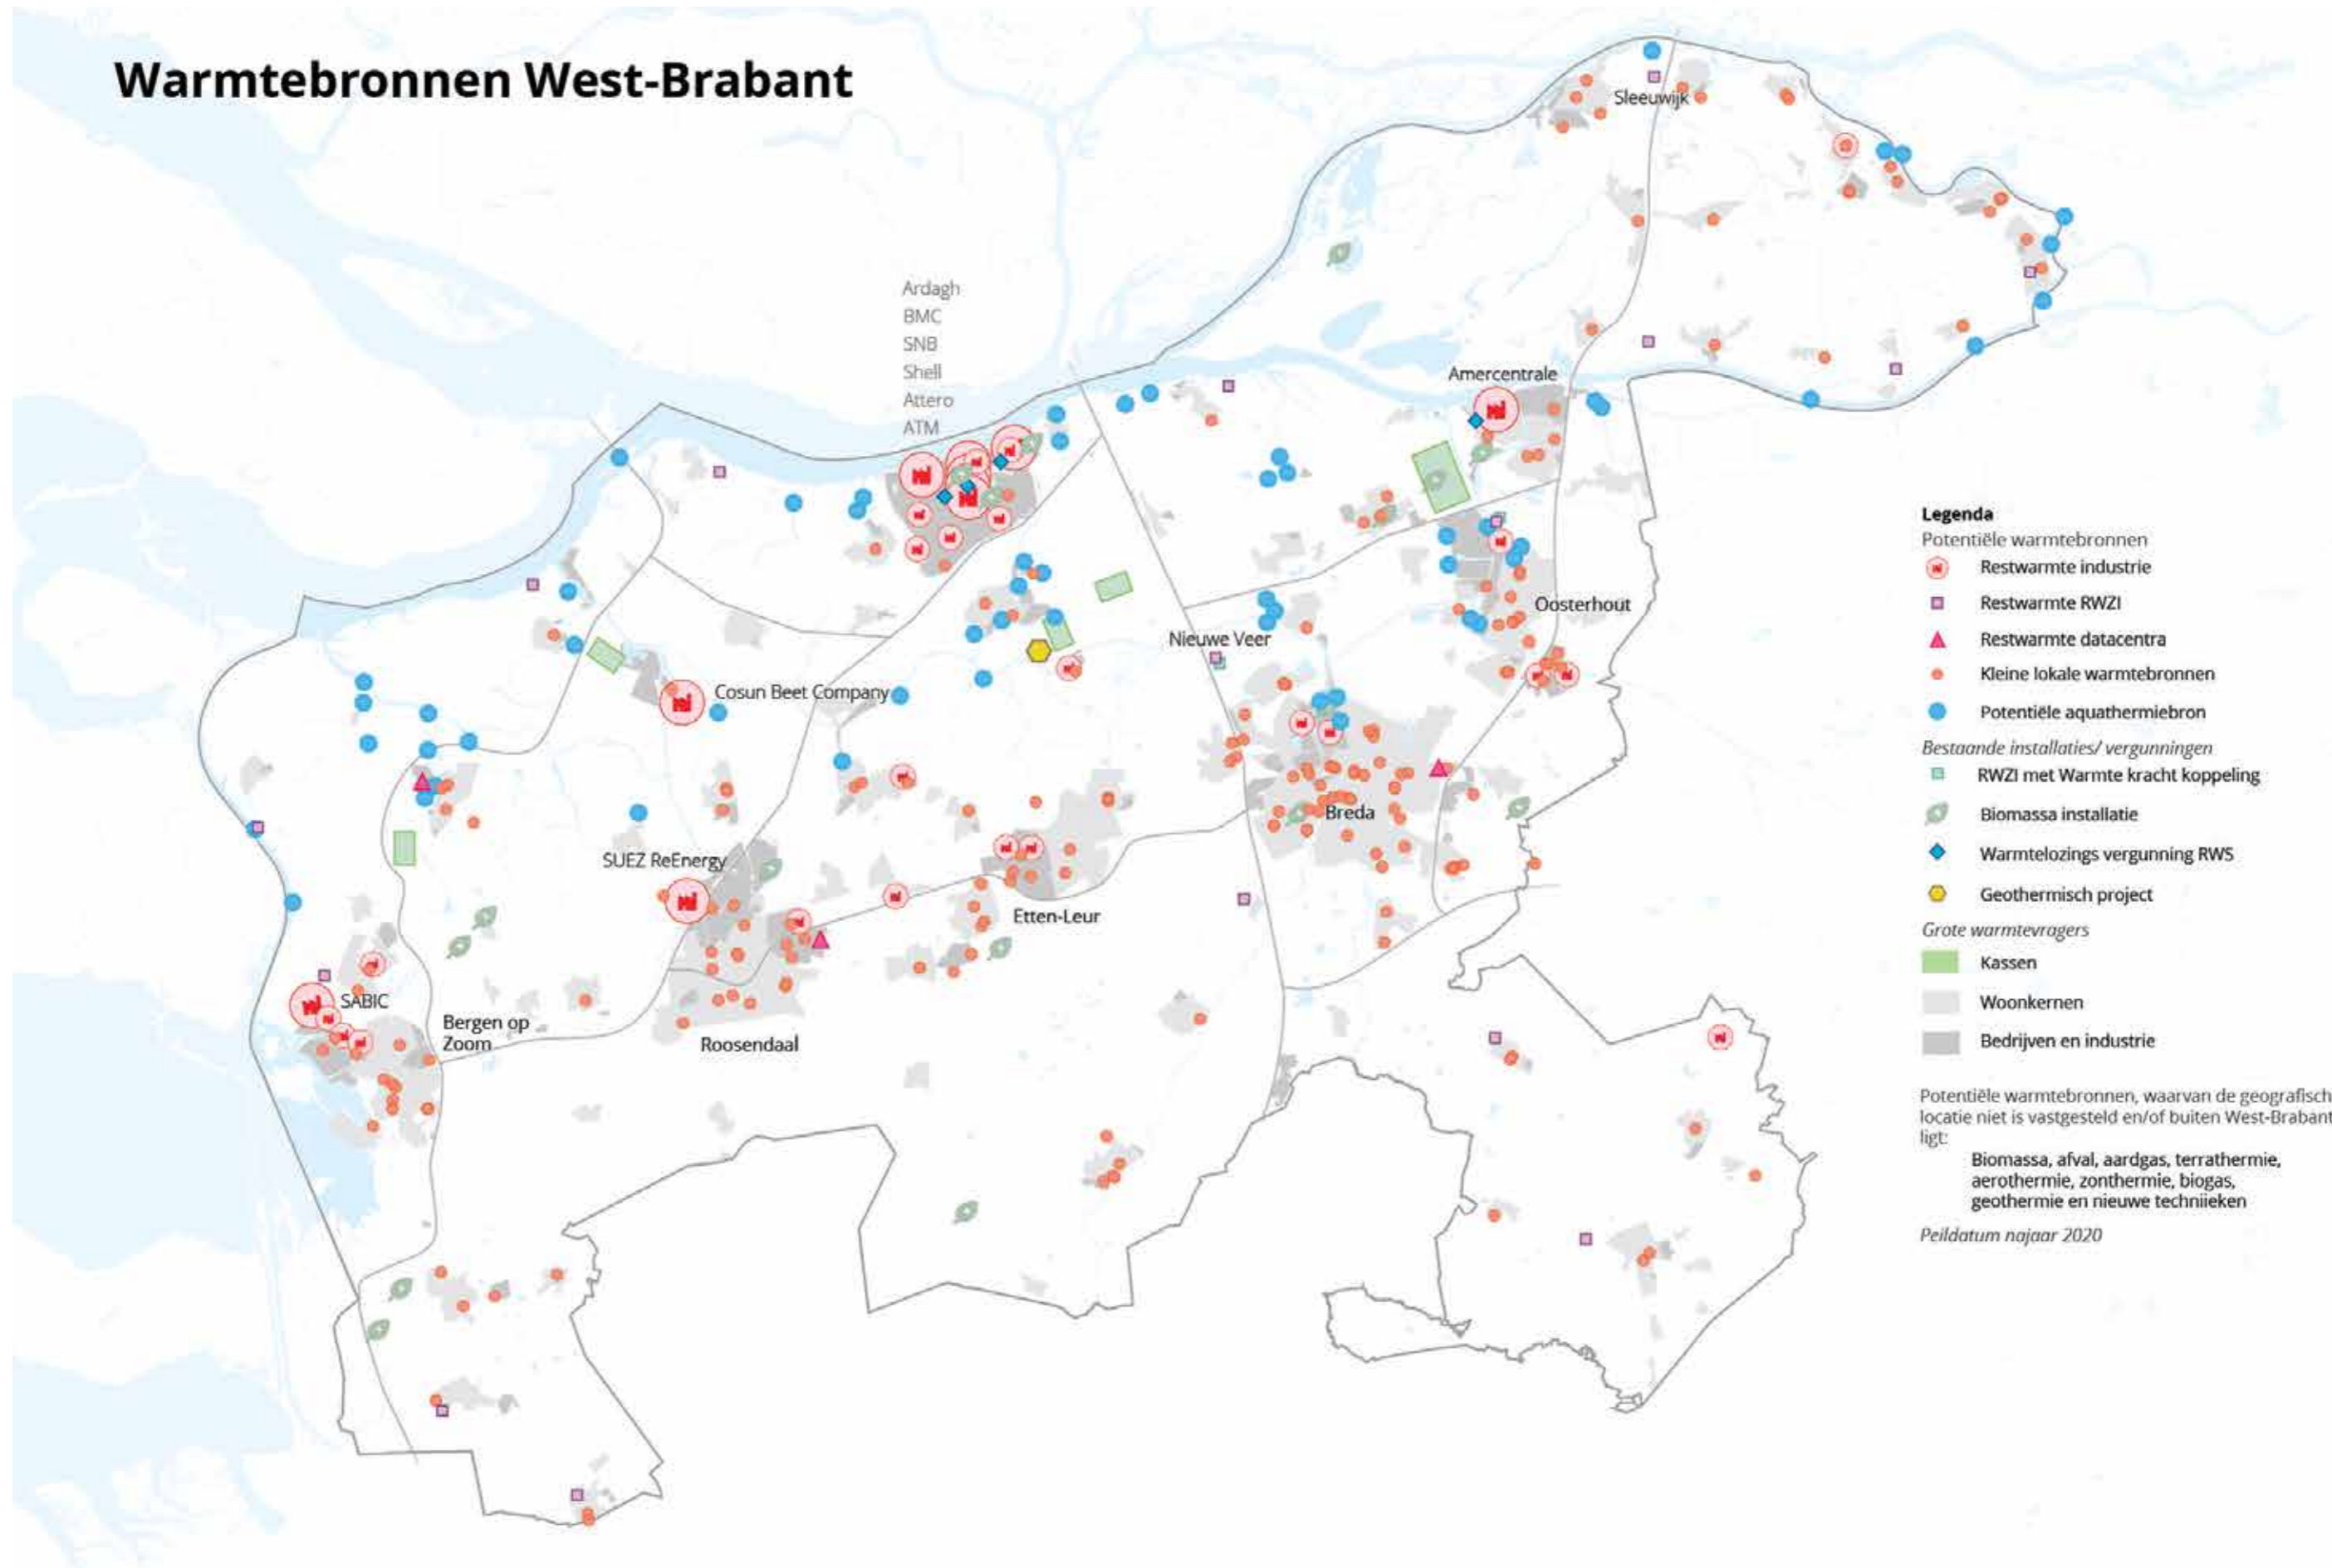 Warmtebronnen West-Brabant
Sleeuwijk
Ardagh
BMC
SNB
Shell
Attero
ATM
Amercentrale
Oosterhout
Nieuwe Veer
Cosun Beet Company
Breda
SUEZ ReEnergy
Etten-Leur
SABIC
Bergen op
Zoom
Roosendaal
Legenda
Potentiële warmtebronnen
Restwarmte industrie
Restwarmte RWZI
Restwarmte datacentra
Kleine lokale warmtebronnen
Potentiële aquathermiebron
Bestaande installaties/ vergunningen
RWZI met Warmte kracht koppeling
Biomassa installatie
Warmtelozings vergunning RWS
Geothermisch project
Grote warmtevragers
Kassen
Woonkernen
Bedrijven en industrie
Potentiële warmtebronnen, waarvan de geografisch
locatie niet is vastgesteld en/of buiten West-Brabant
ligt:
Biomassa, afval, aardgas, terrathermie,
aerothermie, zonthermie, biogas,
geothermie en nieuwe techniieken
Peildatum najaar 2020